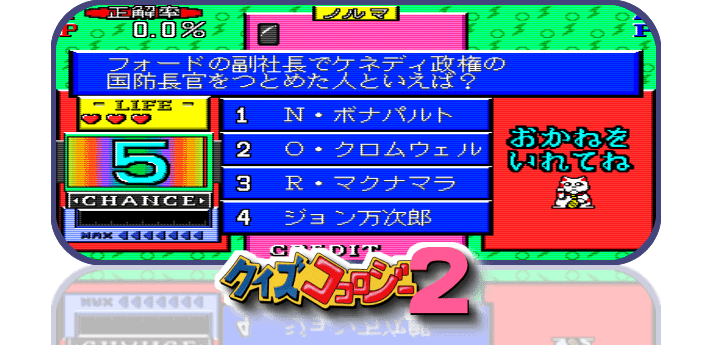 正解率
0.0%
ノルマ
P
P
フォードの副社長でケネディ政権の
国防長官をつとめた人といえば?
- LIFE -
5
CHANCE
MAX
1 N・ボナパルト
2 O・クロムウェル
3 R・マクナマラ
4 ジョン万次郎
おかねを
いれてね
CREDIT
クイズココロジー2